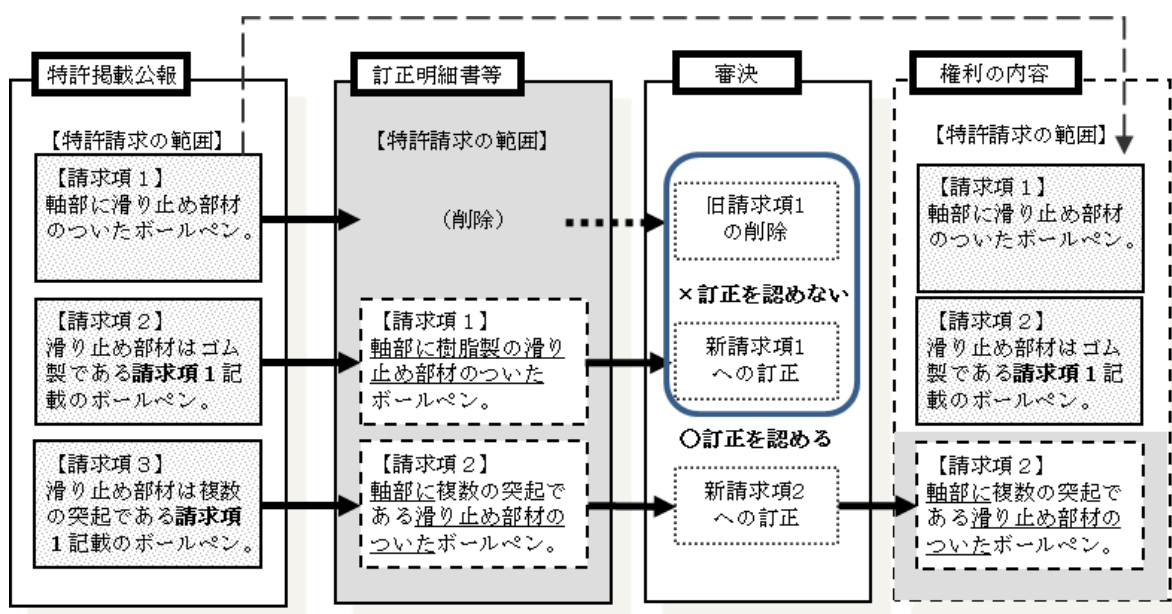 特許掲載公報
【特許請求の範囲】
【請求項１】
軸部に滑り止め部材
のついたボールペン。
【請求項２】
滑り止め部材はゴム
製である請求項１記
載のボールペン。
【請求項３】
滑り止め部材は複数
の突起である請求項
１記載のボールペン。
訂正明細書等
【特許請求の範囲】
（削除）
【請求項１】
軸部に樹脂製の滑り
止め部材のついた
ボールペン。
【請求項２】
軸部に複数の突起で
ある滑り止め部材の
ついたボールペン。
審決
旧請求項1
の削除
×訂正を認めない
新請求項1
への訂正
〇訂正を認める
新請求項2
への訂正
権利の内容
【特許請求の範囲】
【請求項１】
軸部に滑り止め部材
のついたボールペン。
【請求項２】
滑り止め部材はゴム
製である請求項１記
載のボールペン。
【請求項２】
軸部に複数の突起で
ある滑り止め部材の
ついたボールペン。